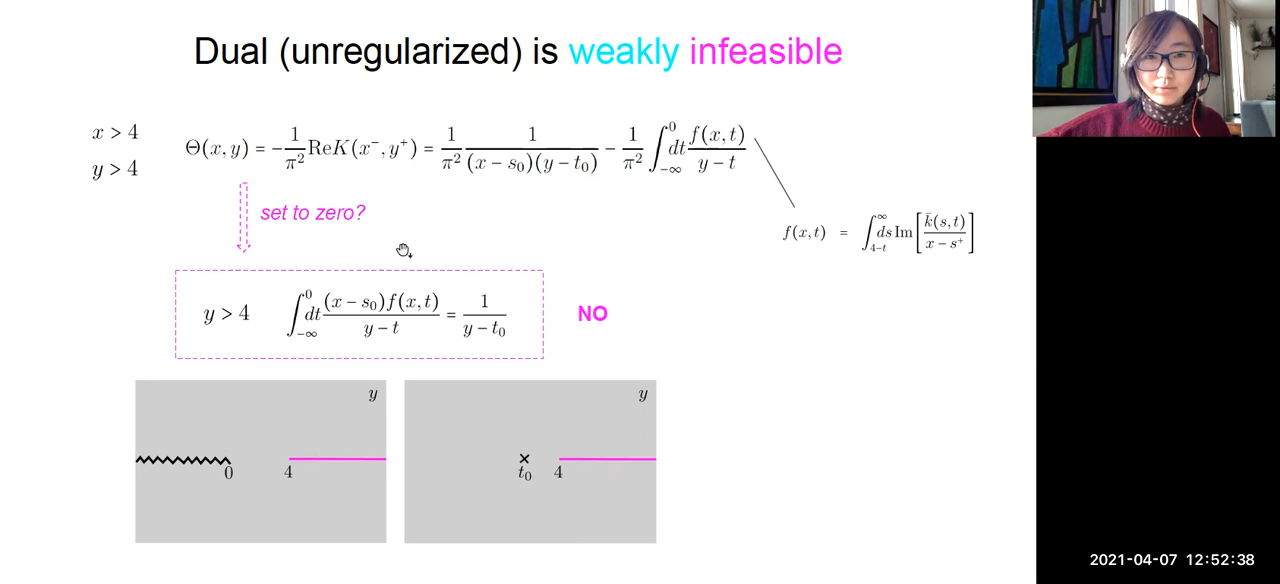 Dual (unregularized) is weakly infeasible
x > 4
y > 4
Θ(x, y) = −1/π² ReK(x⁻, y⁺) = 1/π² 1/((x − s₀)(y − t₀)) − 1/π² ∫_{−∞}^{0} dt f(x, t)/(y − t)
set to zero?
f(x, t) = ∫_{4−t}^{∞} ds Im[k̄(s, t)/(x − s⁺)]
y > 4 ∫_{−∞}^{0} dt (x − s₀)f(x, t)/(y − t) = 1/(y − t₀)
NO
y
0
4
y
t₀
4
2021-04-07 12:52:38